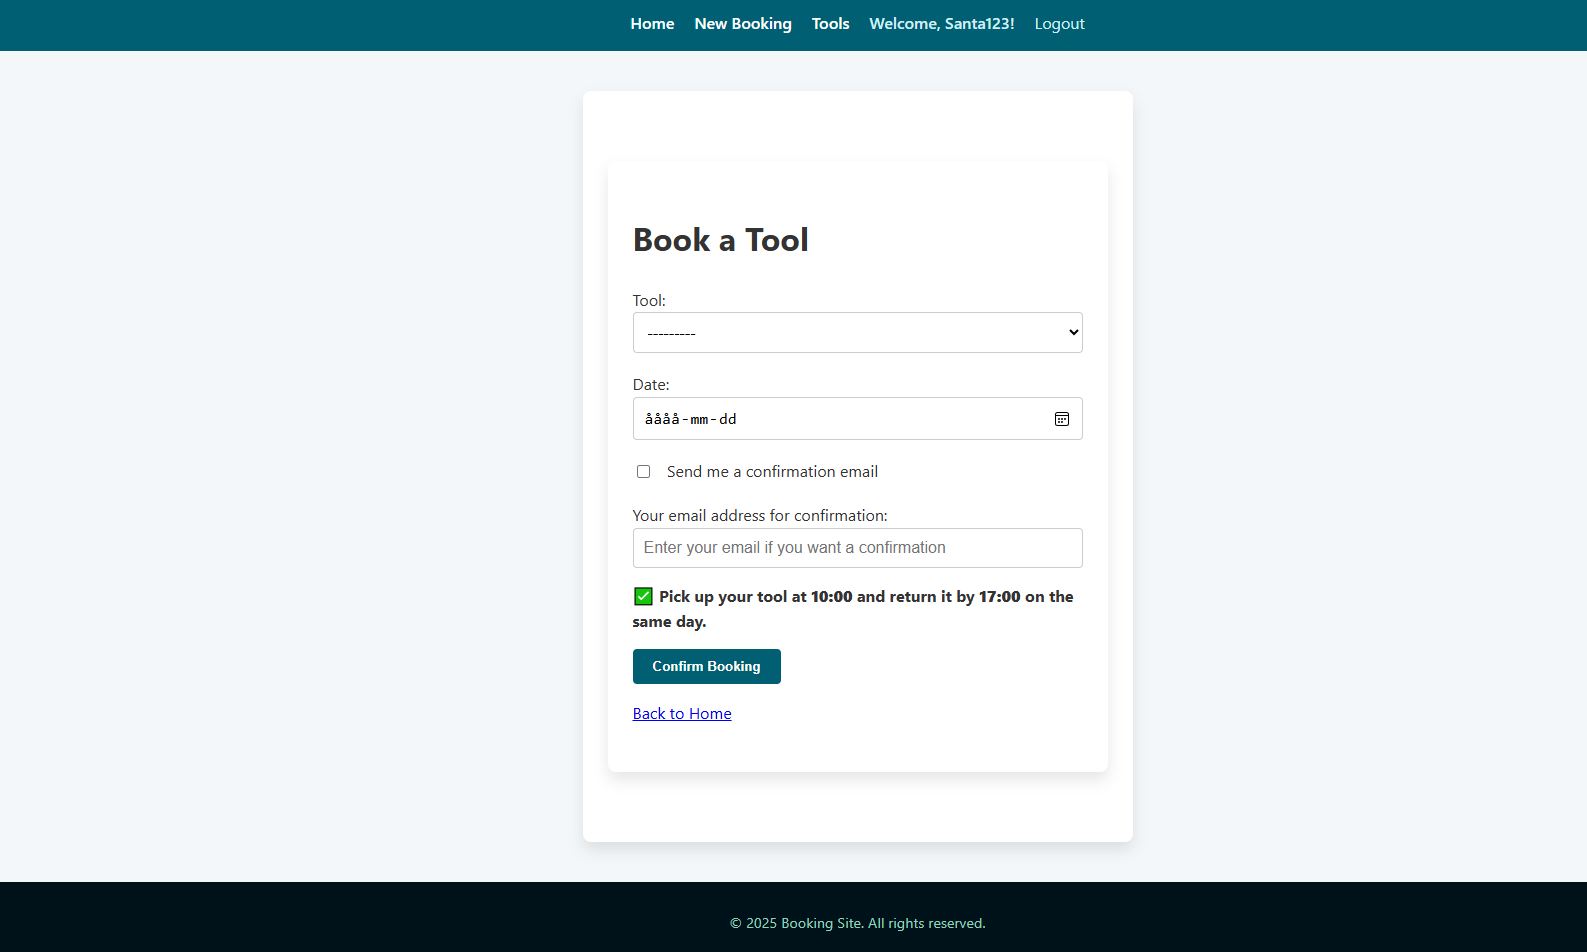 Home New Booking Tools Welcome, Santa123! Logout
Book a Tool
Tool:
---------
Date:
åååå-mm-dd
Send me a confirmation email
Your email address for confirmation:
Enter your email if you want a confirmation
✅ Pick up your tool at 10:00 and return it by 17:00 on the
same day.
Confirm Booking
Back to Home
© 2025 Booking Site. All rights reserved.